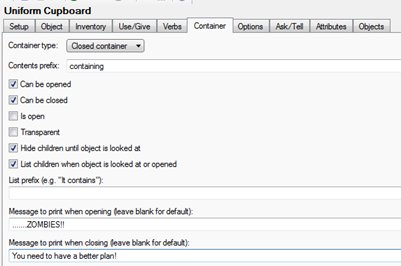 Uniform Cupboard
Setup Object Inventory Use/Give Verbs Container Options Ask/Tell Attributes Objects
Container type: Closed container
Contents prefix: containing
Can be opened
Can be closed
Is open
Transparent
Hide children until object is looked at
List children when object is looked at or opened
List prefix (e.g. "It contains"):
Message to print when opening (leave blank for default):
.......ZOMBIES!!
Message to print when closing (leave blank for default):
You need to have a better plan!